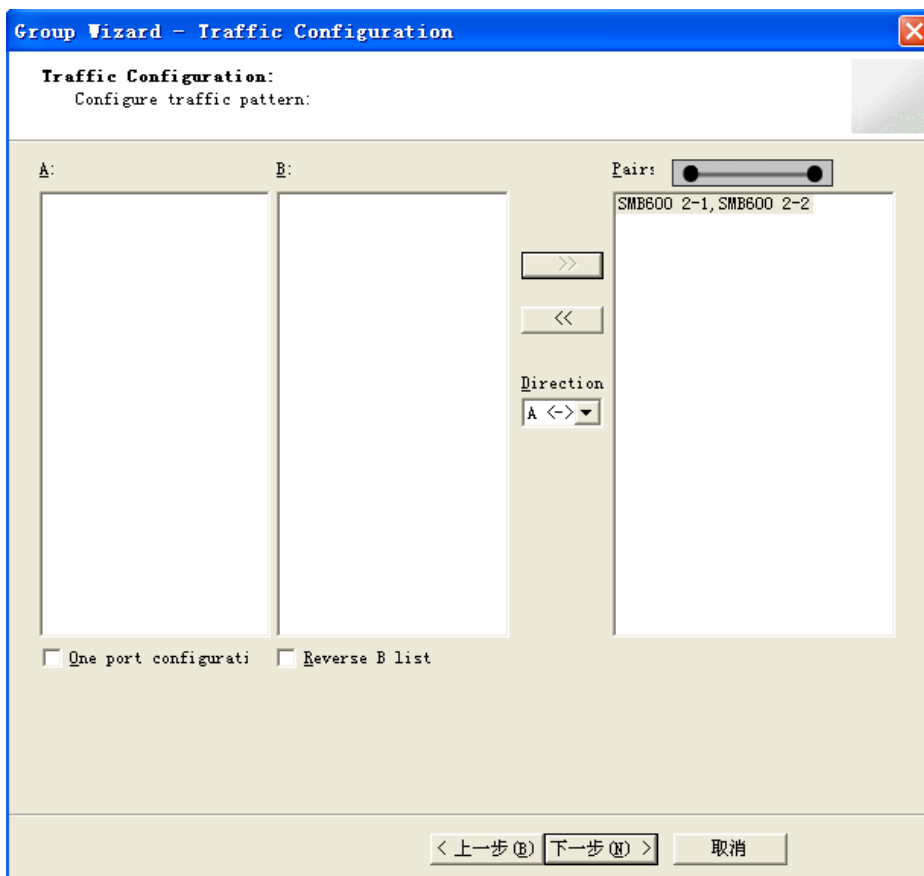 Group Wizard - Traffic Configuration
Traffic Configuration:
Configure traffic pattern:
A:
B:
Pairs
SMB600 2-1,SMB600 2-2
>>
<<
Direction
A <->
One port configurati
Reverse B list
< 上一步(B)
下一步(N) >
取消